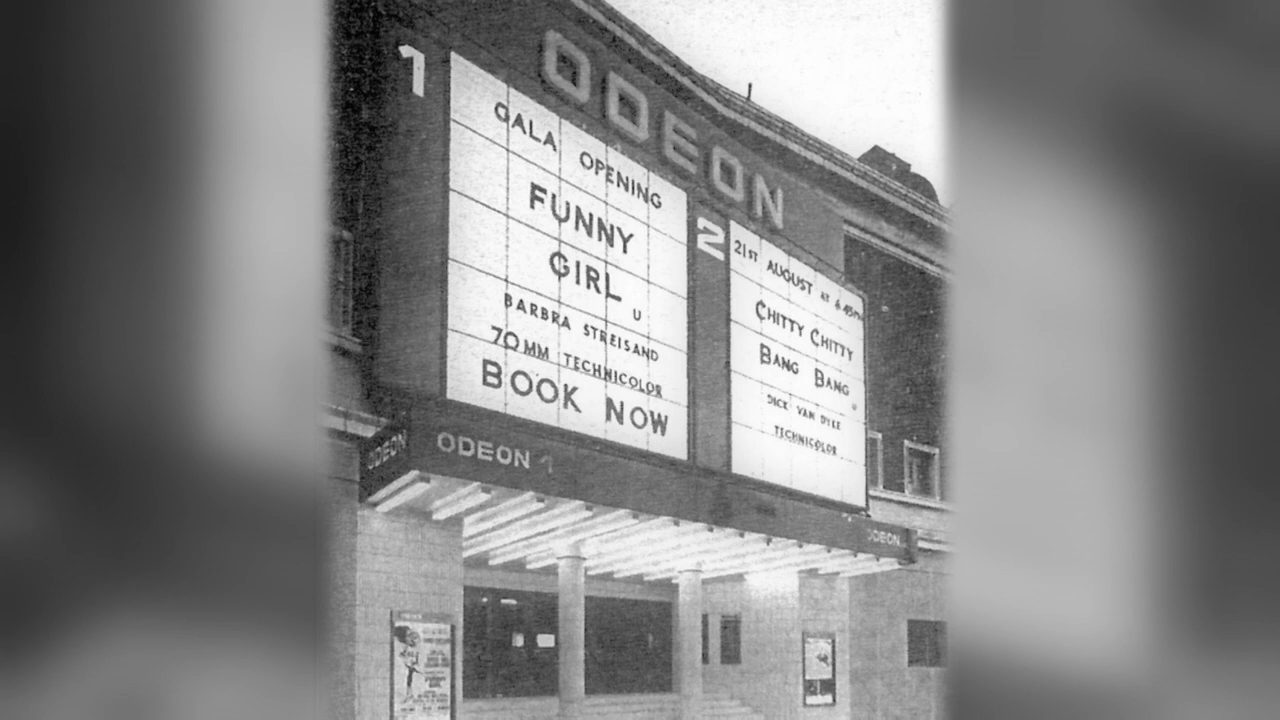 1
ODEON
GALA OPENING
FUNNY
GIRL U
BARBRA STREISAND
70MM TECHNICOLOR
BOOK NOW
2
21ST AUGUST AT 6.45PM
CHITTY CHITTY
BANG BANG U
DICK VAN DYKE
TECHNICOLOR
ODEON
ODEON 1
ODEON